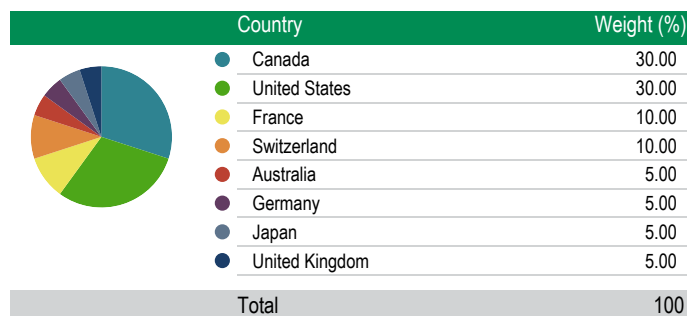 Country Weight (%)
Canada 30.00
United States 30.00
France 10.00
Switzerland 10.00
Australia 5.00
Germany 5.00
Japan 5.00
United Kingdom 5.00
Total 100